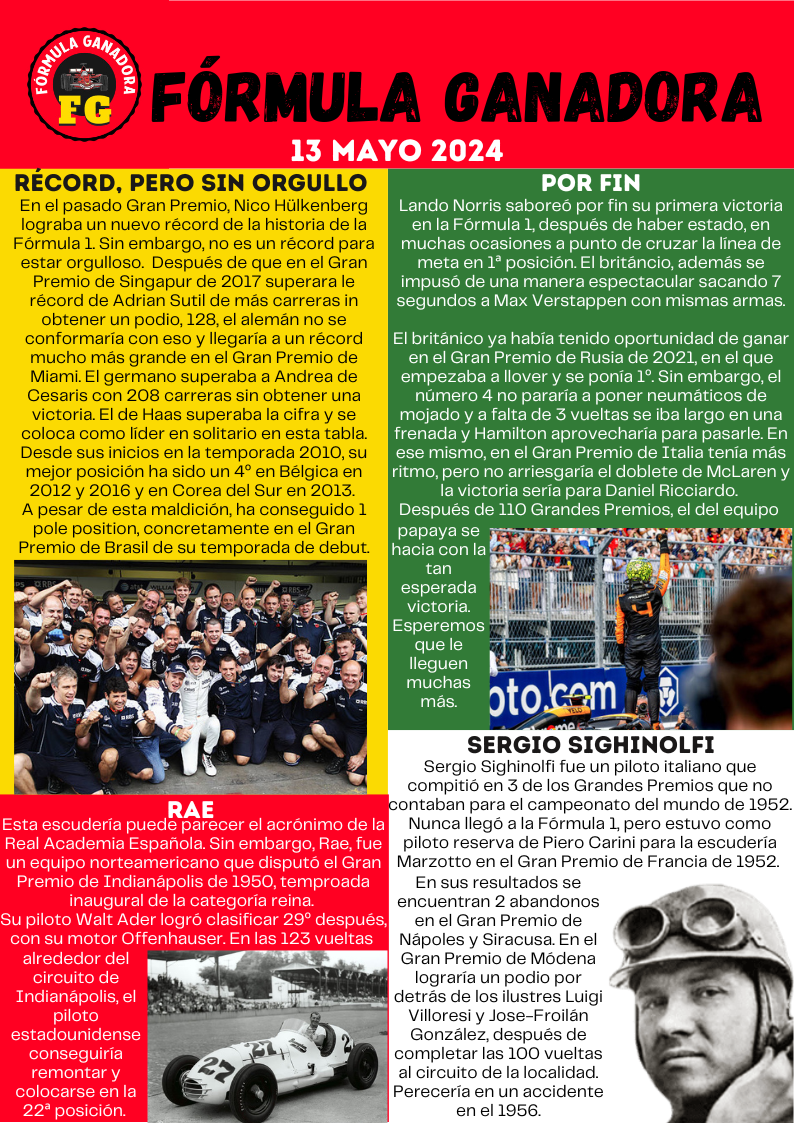 FÓRMULA GANADORA
FG
FÓRMULA GANADORA
13 MAYO 2024
RÉCORD, PERO SIN ORGULLO
En el pasado Gran Premio, Nico Hülkenberg
lograba un nuevo récord de la historia de la
Fórmula 1. Sin embargo, no es un récord para
estar orgulloso. Después de que en el Gran
Premio de Singapur de 2017 superara le
récord de Adrian Sutil de más carreras in
obtener un podio, 128, el alemán no se
conformaría con eso y llegaría a un récord
mucho más grande en el Gran Premio de
Miami. El germano superaba a Andrea de
Cesaris con 208 carreras sin obtener una
victoria. El de Haas superaba la cifra y se
coloca como líder en solitario en esta tabla.
Desde sus inicios en la temporada 2010, su
mejor posición ha sido un 4º en Bélgica en
2012 y 2016 y en Corea del Sur en 2013.
A pesar de esta maldición, ha conseguido 1
pole position, concretamente en el Gran
Premio de Brasil de su temporada de debut.
at&t
WILLIAM
RBS
RBS
POR FIN
Lando Norris saboreó por fin su primera victoria
en la Fórmula 1, después de haber estado, en
muchas ocasiones a punto de cruzar la línea de
meta en 1ª posición. El británcio, además se
impusó de una manera espectacular sacando 7
segundos a Max Verstappen con mismas armas.
El británico ya había tenido oportunidad de ganar
en el Gran Premio de Rusia de 2021, en el que
empezaba a llover y se ponía 1º. Sin embargo, el
número 4 no pararía a poner neumáticos de
mojado y a falta de 3 vueltas se iba largo en una
frenada y Hamilton aprovecharía para pasarle. En
ese mismo, en el Gran Premio de Italia tenía más
ritmo, pero no arriesgaría el doblete de McLaren y
la victoria sería para Daniel Ricciardo.
Después de 110 Grandes Premios, el del equipo
papaya se
hacia con la
tan
esperada
victoria.
Esperemos
que le
lleguen
muchas
más.
4
oto.com
YELO
RAE
Esta escudería puede parecer el acrónimo de la
Real Academia Española. Sin embargo, Rae, fue
un equipo norteamericano que disputó el Gran
Premio de Indianápolis de 1950, temproada
inaugural de la categoría reina.
Su piloto Walt Ader logró clasificar 29º después,
con su motor Offenhauser. En las 123 vueltas
alrededor del
circuito de
Indianápolis, el
piloto
estadounidense
conseguiría
remontar y
colocarse en la
22ª posición.
27
27
2
SERGIO SIGHINOLFI
Sergio Sighinolfi fue un piloto italiano que
compitió en 3 de los Grandes Premios que no
contaban para el campeonato del mundo de 1952.
Nunca llegó a la Fórmula 1, pero estuvo como
piloto reserva de Piero Carini para la escudería
Marzotto en el Gran Premio de Francia de 1952.
En sus resultados se
encuentran 2 abandonos
en el Gran Premio de
Nápoles y Siracusa. En el
Gran Premio de Módena
lograría un podio por
detrás de los ilustres Luigi
Villoresi y Jose-Froilán
González, después de
completar las 100 vueltas
al circuito de la localidad.
Perecería en un accidente
en el 1956.